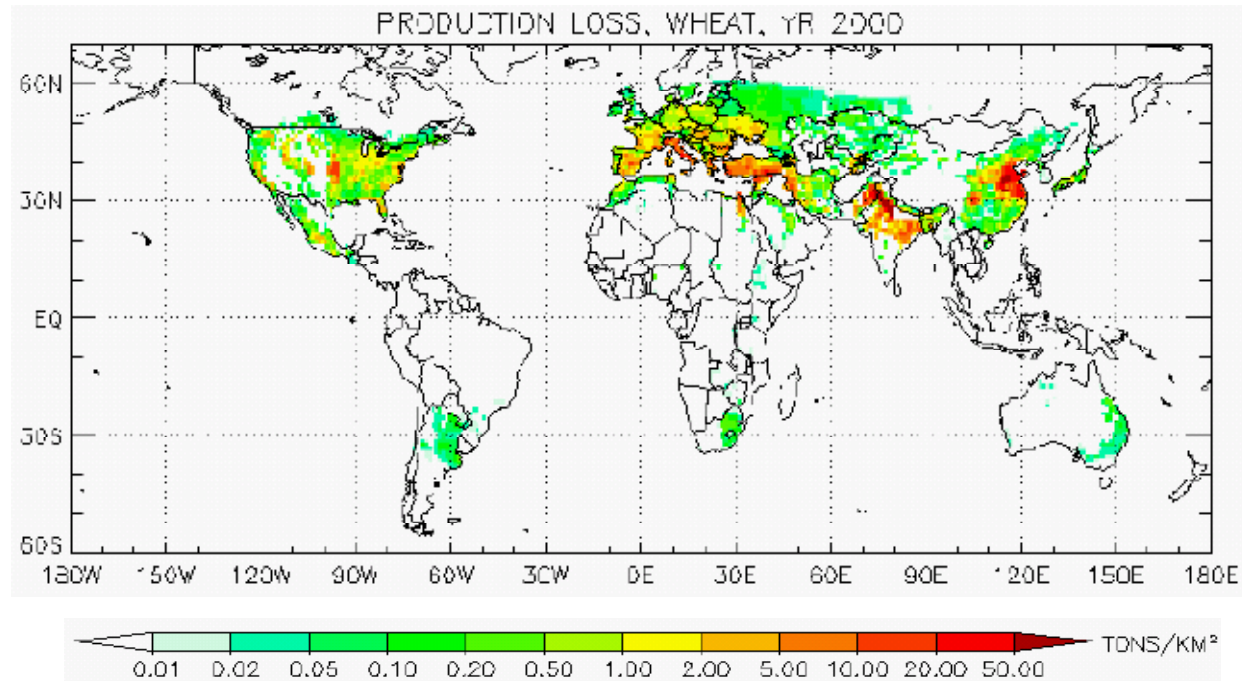 PRODUCTION LOSS, WHEAT, YR 2000
60N
30N
EQ
30S
60S
180W 150W 120W 90W 60W 30W 0E 30E 60E 90E 120E 150E 180E
TONS/KM²
0.01 0.02 0.05 0.10 0.20 0.50 1.00 2.00 5.00 10.00 20.00 50.00